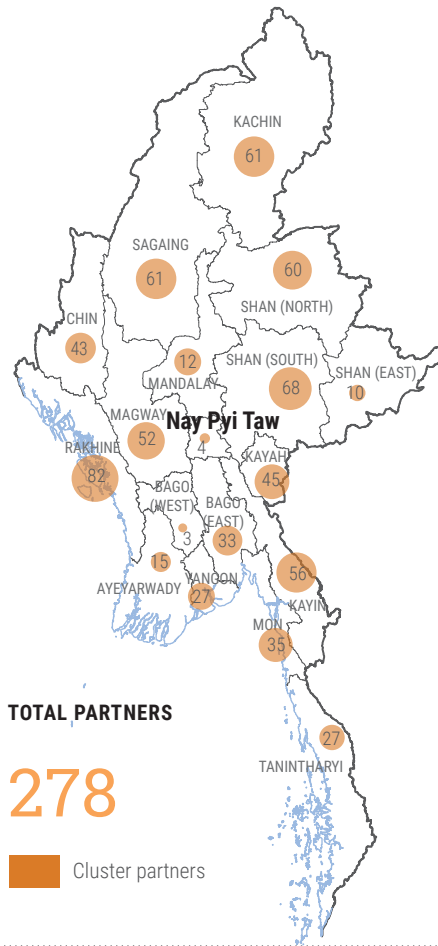 KACHIN
61
SAGAING
61
60
SHAN (NORTH)
CHIN
43
12
MANDALAY
SHAN (SOUTH)
68
SHAN (EAST)
10
MAGWAY
52
Nay Pyi Taw
4
RAKHINE
82
KAYAH
45
BAGO
(WEST)
3
BAGO
(EAST)
33
15
AYEYARWADY
YANGON
27
56
KAYIN
MON
35
27
TANINTHARYI
TOTAL PARTNERS
278
Cluster partners